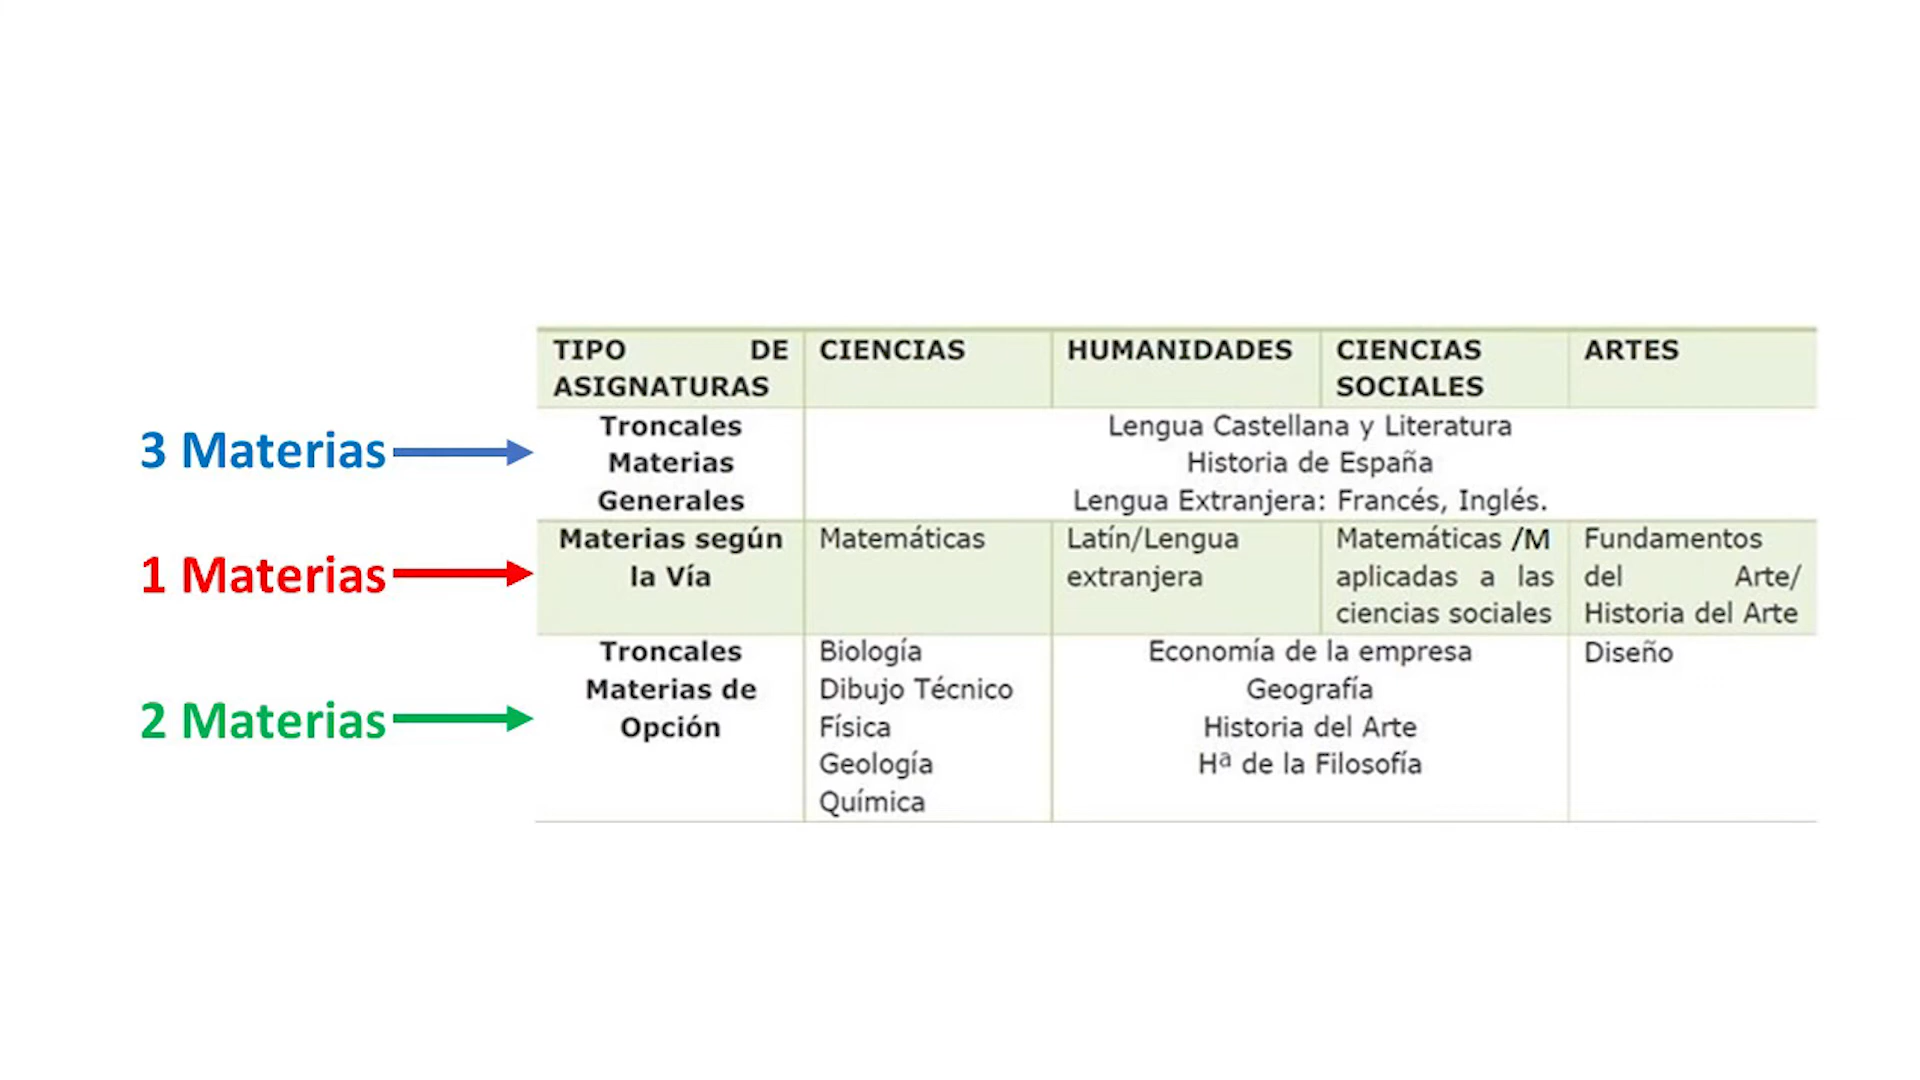 TIPO DE ASIGNATURAS CIENCIAS HUMANIDADES CIENCIAS SOCIALES ARTES
3 Materias
Troncales
Materias
Generales
Lengua Castellana y Literatura
Historia de España
Lengua Extranjera: Francés, Inglés.
1 Materias
Materias según
la Vía
Matemáticas
Latín/Lengua
extranjera
Matemáticas /M
aplicadas a las
ciencias sociales
Fundamentos
del Arte/
Historia del Arte
2 Materias
Troncales
Materias de
Opción
Biología
Dibujo Técnico
Física
Geología
Química
Economía de la empresa
Geografía
Historia del Arte
Hª de la Filosofía
Diseño